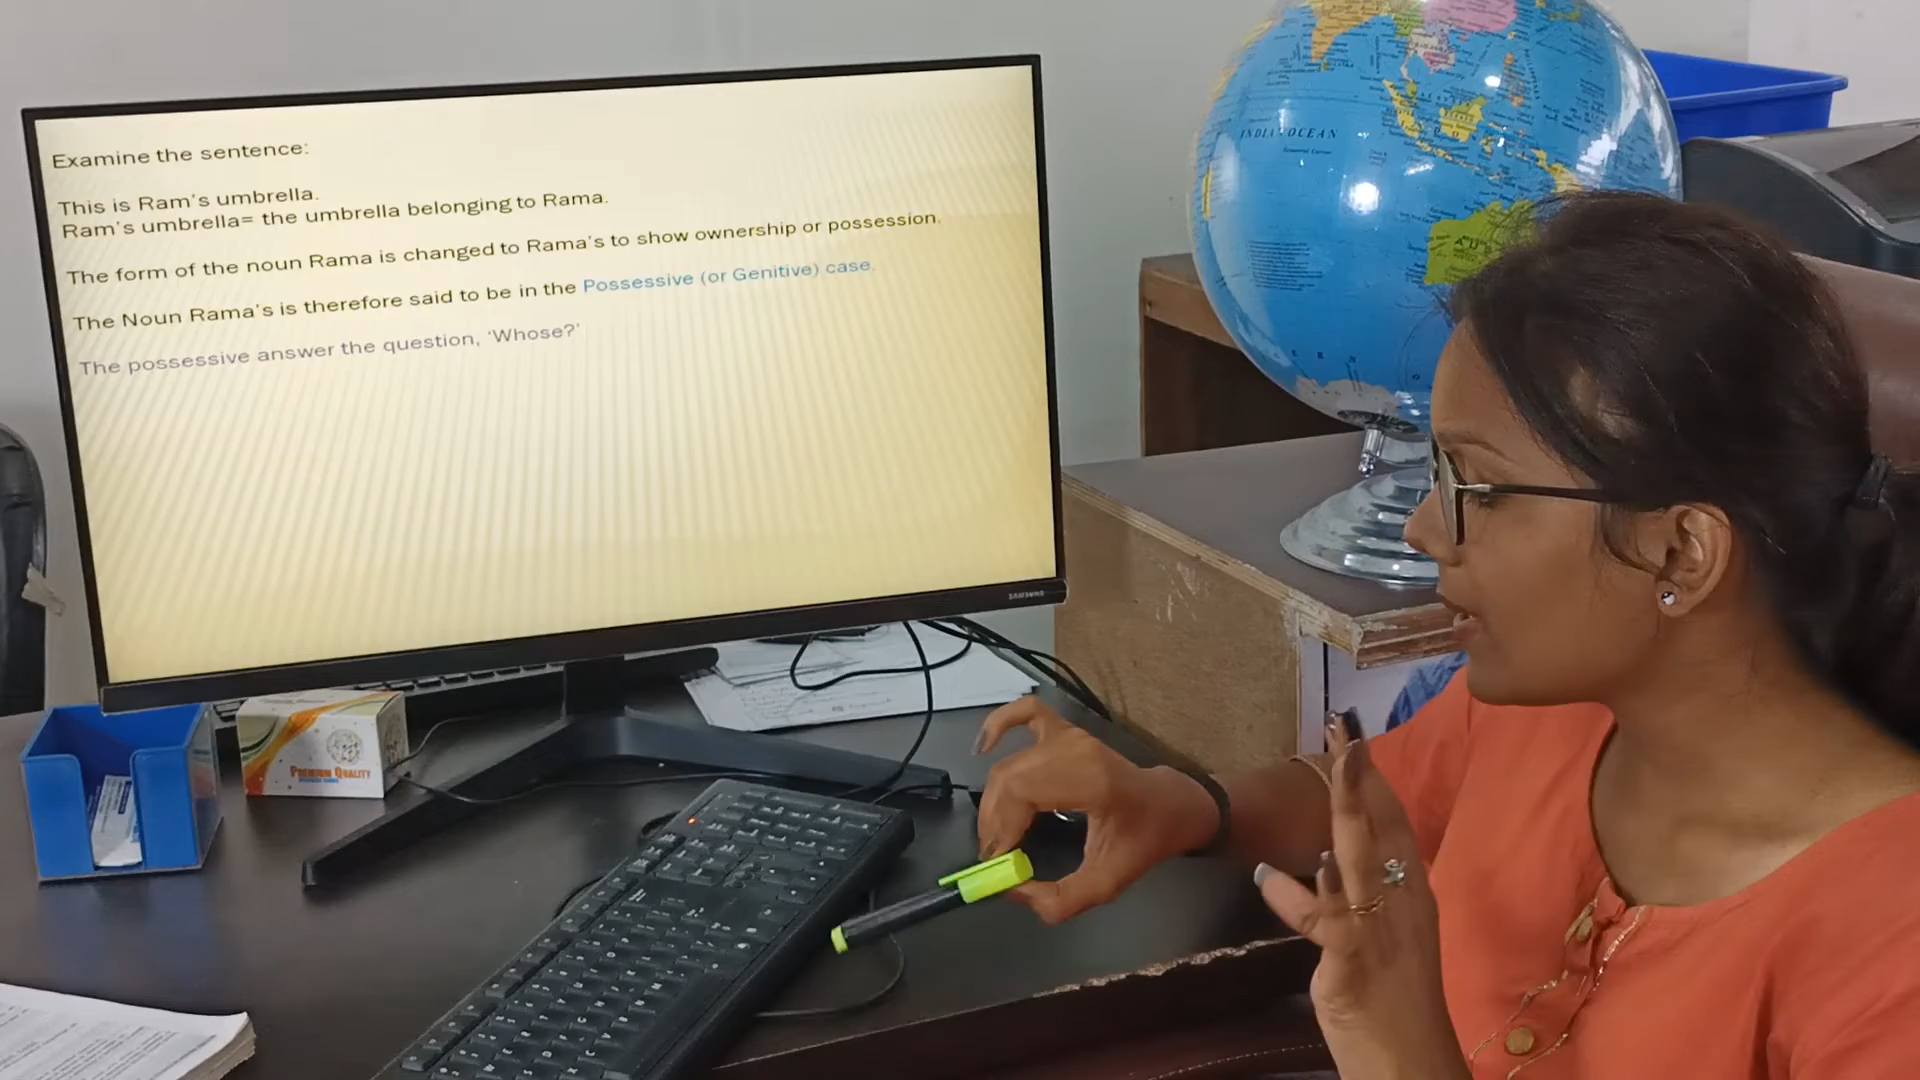 Examine the sentence:
This is Ram's umbrella.
Ram's umbrella= the umbrella belonging to Rama.
The form of the noun Rama is changed to Rama's to show ownership or possession.
The Noun Rama's is therefore said to be in the Possessive (or Genitive) case.
The possessive answer the question, 'Whose?'
SAMSUNG
INDIAN OCEAN
PREMIUM QUALITY